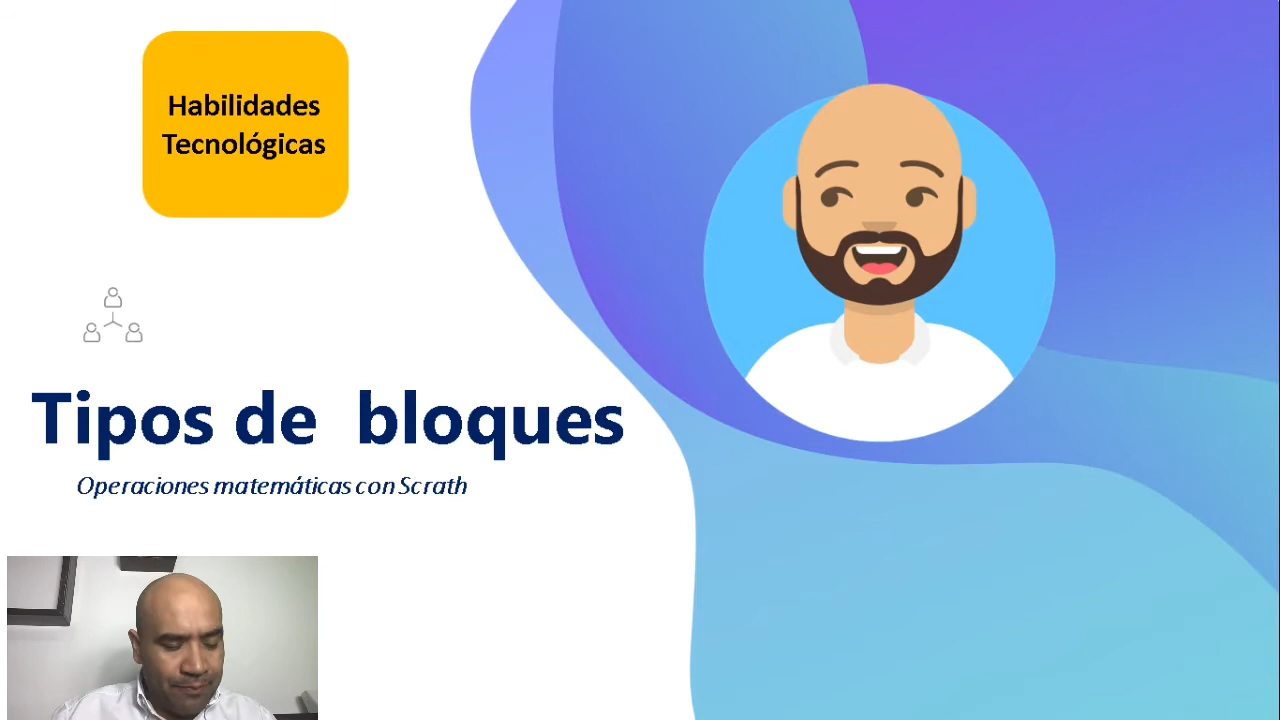 Habilidades
Tecnológicas
Tipos de bloques
Operaciones matemáticas con Scrath